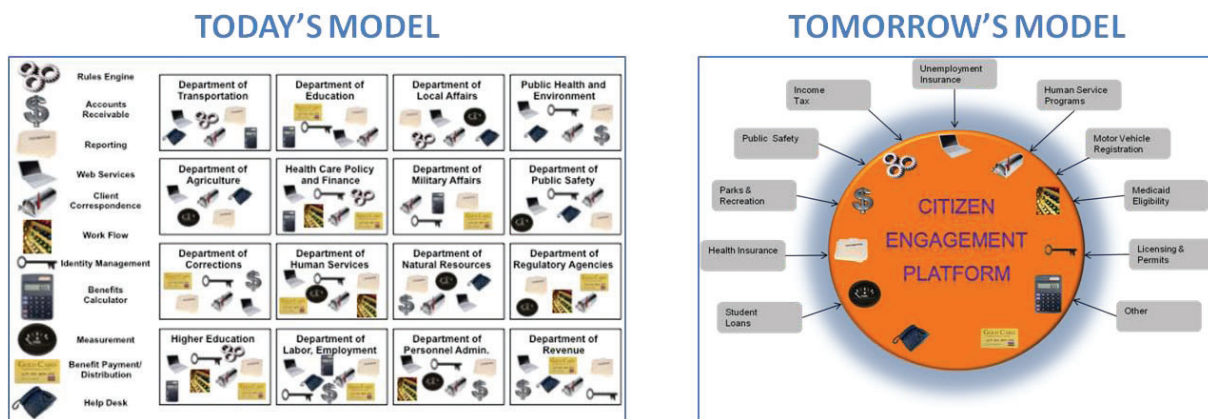 TODAY'S MODEL
Rules Engine
Accounts
Receivable
Reporting
Web Services
Client
Correspondence
Work Flow
Identity Management
Benefits
Calculator
Measurement
Benefit Payment/
Distribution
Help Desk
Department of
Transportation
Department of
Education
Department of
Local Affairs
Public Health and
Environment
Department of
Agriculture
Health Care Policy
and Finance
Department of
Military Affairs
Department of
Public Safety
Department of
Corrections
Department of
Human Services
Department of
Natural Resources
Department of
Regulatory Agencies
Higher Education
Department of
Labor, Employment
Department of
Personnel Admin.
Department of
Revenue
TOMORROW'S MODEL
Unemployment
Insurance
Income
Tax
Human Service
Programs
Public Safety
Motor Vehicle
Registration
Parks &
Recreation
Medicaid
Eligibility
Health Insurance
Licensing &
Permits
Student
Loans
Other
CITIZEN
ENGAGEMENT
PLATFORM